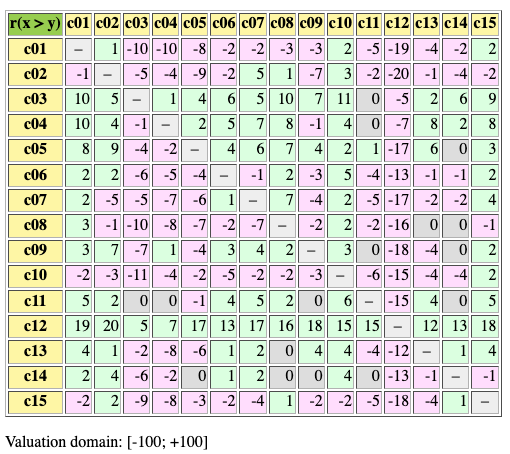 r(x > y) c01 c02 c03 c04 c05 c06 c07 c08 c09 c10 c11 c12 c13 c14 c15
c01 – 1 -10 -10 -8 -2 -2 -3 -3 2 -5 -19 -4 -2 2
c02 -1 – -5 -4 -9 -2 5 1 -7 3 -2 -20 -1 -4 -2
c03 10 5 – 1 4 6 5 10 7 11 0 -5 2 6 9
c04 10 4 -1 – 2 5 7 8 -1 4 0 -7 8 2 8
c05 8 9 -4 -2 – 4 6 7 4 2 1 -17 6 0 3
c06 2 2 -6 -5 -4 – -1 2 -3 5 -4 -13 -1 -1 2
c07 2 -5 -5 -7 -6 1 – 7 -4 2 -5 -17 -2 -2 4
c08 3 -1 -10 -8 -7 -2 -7 – -2 2 -2 -16 0 0 -1
c09 3 7 -7 1 -4 3 4 2 – 3 0 -18 -4 0 2
c10 -2 -3 -11 -4 -2 -5 -2 -2 -3 – -6 -15 -4 -4 2
c11 5 2 0 0 -1 4 5 2 0 6 – -15 4 0 5
c12 19 20 5 7 17 13 17 16 18 15 15 – 12 13 18
c13 4 1 -2 -8 -6 1 2 0 4 4 -4 -12 – 1 4
c14 2 4 -6 -2 0 1 2 0 0 4 0 -13 -1 – -1
c15 -2 2 -9 -8 -3 -2 -4 1 -2 -2 -5 -18 -4 1 –
Valuation domain: [-100; +100]